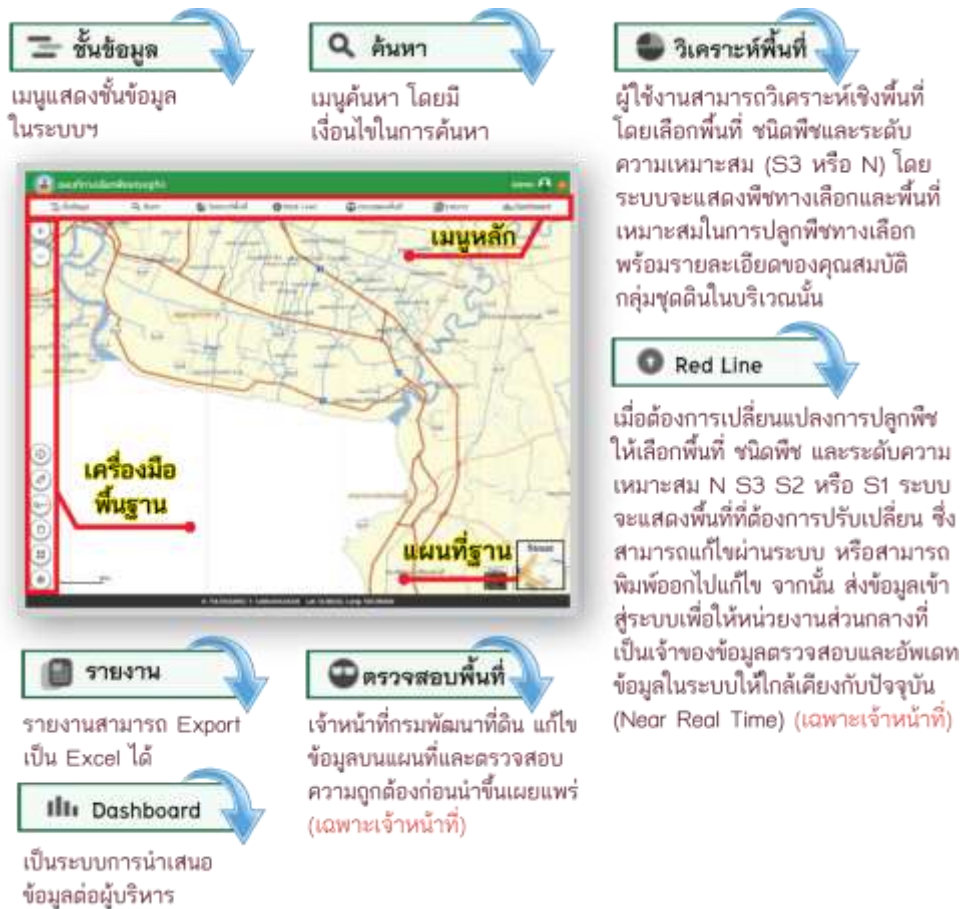 ชั้นข้อมูล
เมนูแสดงชั้นข้อมูล
ในระบบฯ
ค้นหา
เมนูค้นหา โดยมี
เงื่อนไขในการค้นหา
วิเคราะห์พื้นที่
ผู้ใช้งานสามารถวิเคราะห์เชิงพื้นที่
โดยเลือกพื้นที่ ชนิดพืชและระดับ
ความเหมาะสม (S3 หรือ N) โดย
ระบบจะแสดงพืชทางเลือกและพื้นที่
เหมาะสมในการปลูกพืชทางเลือก
พร้อมรายละเอียดของคุณสมบัติ
กลุ่มชุดดินในบริเวณนั้น
เมนูหลัก
เครื่องมือ
พื้นฐาน
แผนที่ฐาน
Red Line
เมื่อต้องการเปลี่ยนแปลงการปลูกพืช
ให้เลือกพื้นที่ ชนิดพืช และระดับความ
เหมาะสม N S3 S2 หรือ S1 ระบบ
จะแสดงพื้นที่ที่ต้องการปรับเปลี่ยน ซึ่ง
สามารถแก้ไขผ่านระบบ หรือสามารถ
พิมพ์ออกไปแก้ไข จากนั้น ส่งข้อมูลเข้า
สู่ระบบเพื่อให้หน่วยงานส่วนกลางที่
เป็นเจ้าของข้อมูลตรวจสอบและอัพเดท
ข้อมูลในระบบให้ใกล้เคียงกับปัจจุบัน
(Near Real Time) (เฉพาะเจ้าหน้าที่)
รายงาน
รายงานสามารถ Export
เป็น Excel ได้
ตรวจสอบพื้นที่
เจ้าหน้าที่กรมพัฒนาที่ดิน แก้ไข
ข้อมูลบนแผนที่และตรวจสอบ
ความถูกต้องก่อนนำขึ้นเผยแพร่
(เฉพาะเจ้าหน้าที่)
Dashboard
เป็นระบบการนำเสนอ
ข้อมูลต่อผู้บริหาร